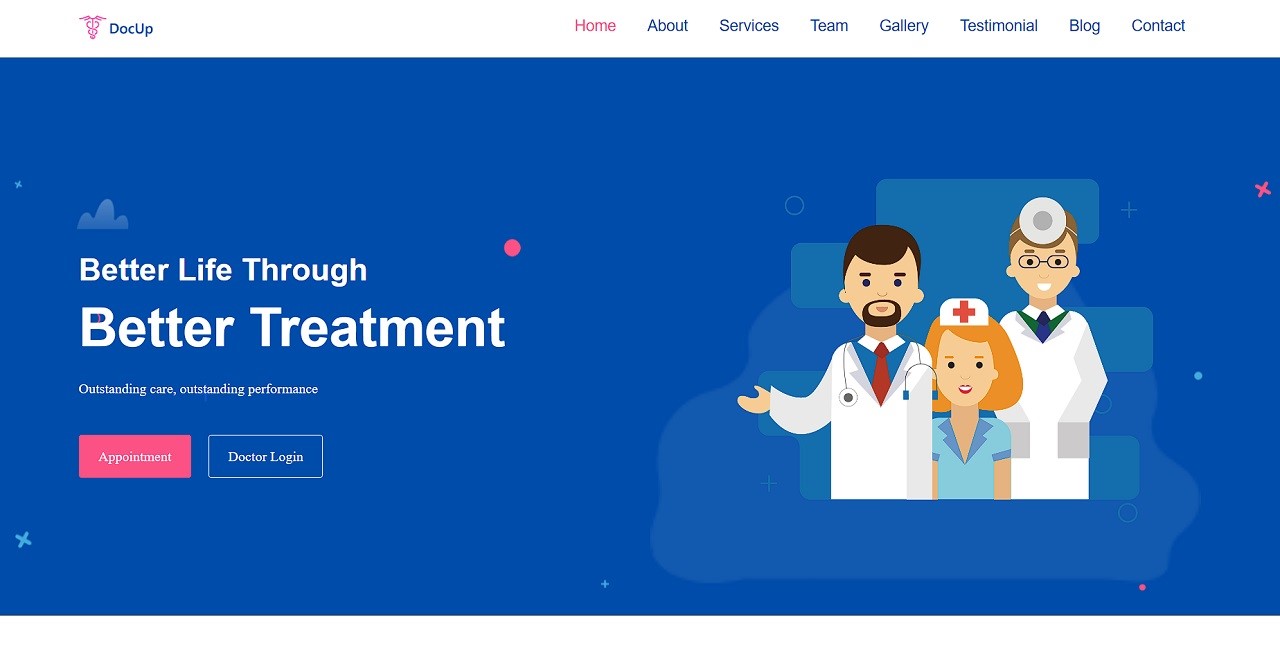 DocUp
Home About Services Team Gallery Testimonial Blog Contact
Better Life Through
Better Treatment
Outstanding care, outstanding performance
Appointment Doctor Login